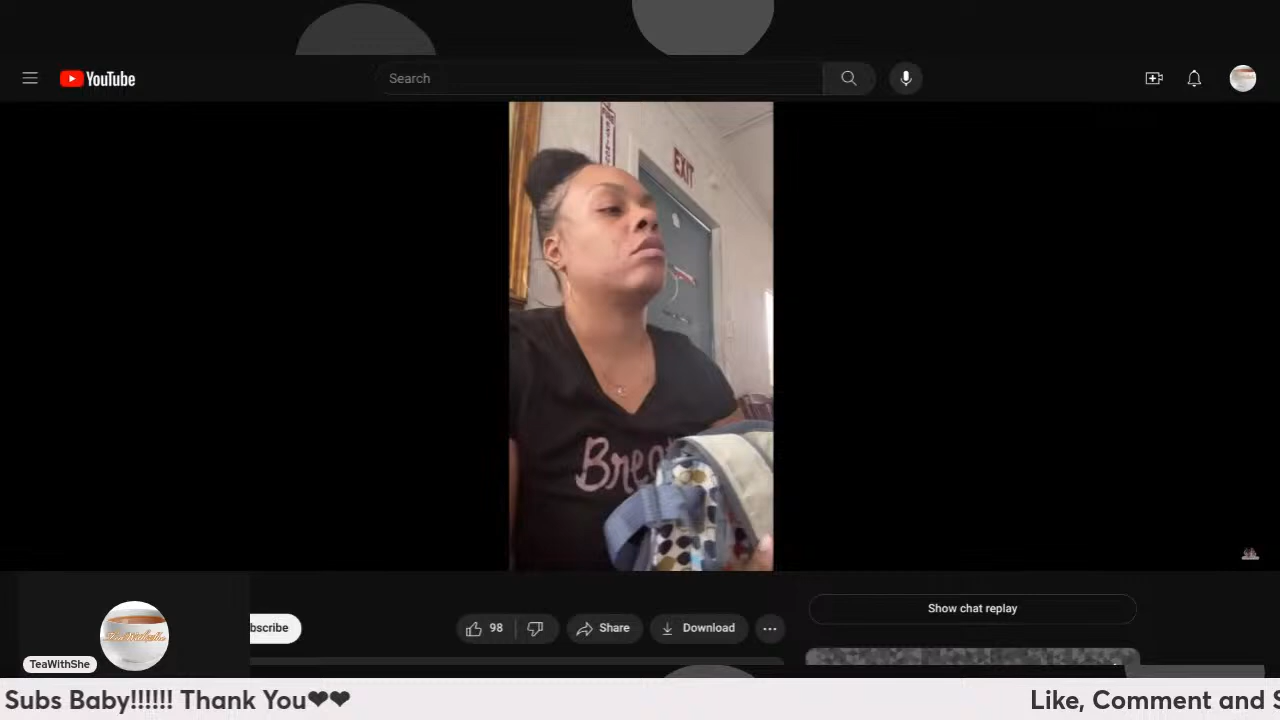 YouTube
Search
EXIT
Brea
bscribe
98
Share
Download
Show chat replay
TeaWithShe
TeaWithShe
Subs Baby!!!!!! Thank You❤❤
Like, Comment and S